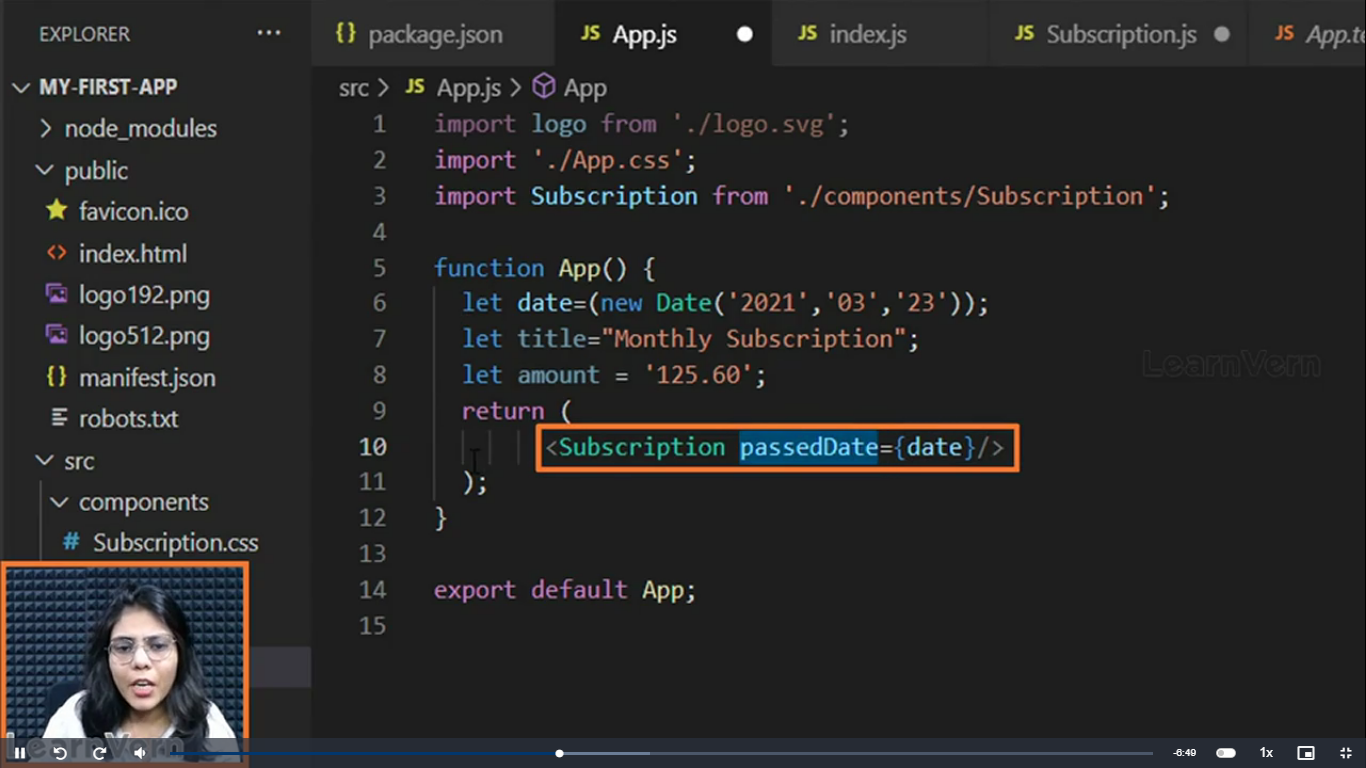 EXPLORER ...
MY-FIRST-APP
node_modules
public
favicon.ico
index.html
logo192.png
logo512.png
manifest.json
robots.txt
src
components
Subscription.css
{} package.json
JS App.js
JS index.js
JS Subscription.js
JS App.te
src > JS App.js > App
1 import logo from './logo.svg';
2 import './App.css';
3 import Subscription from './components/Subscription';
4
5 function App() {
6 let date=(new Date('2021','03','23'));
7 let title="Monthly Subscription";
8 let amount = '125.60';
9 return (
10 <Subscription passedDate={date}/>
11 );
12 }
13
14 export default App;
15
LearnVern
LearnVern
-6:49
1x